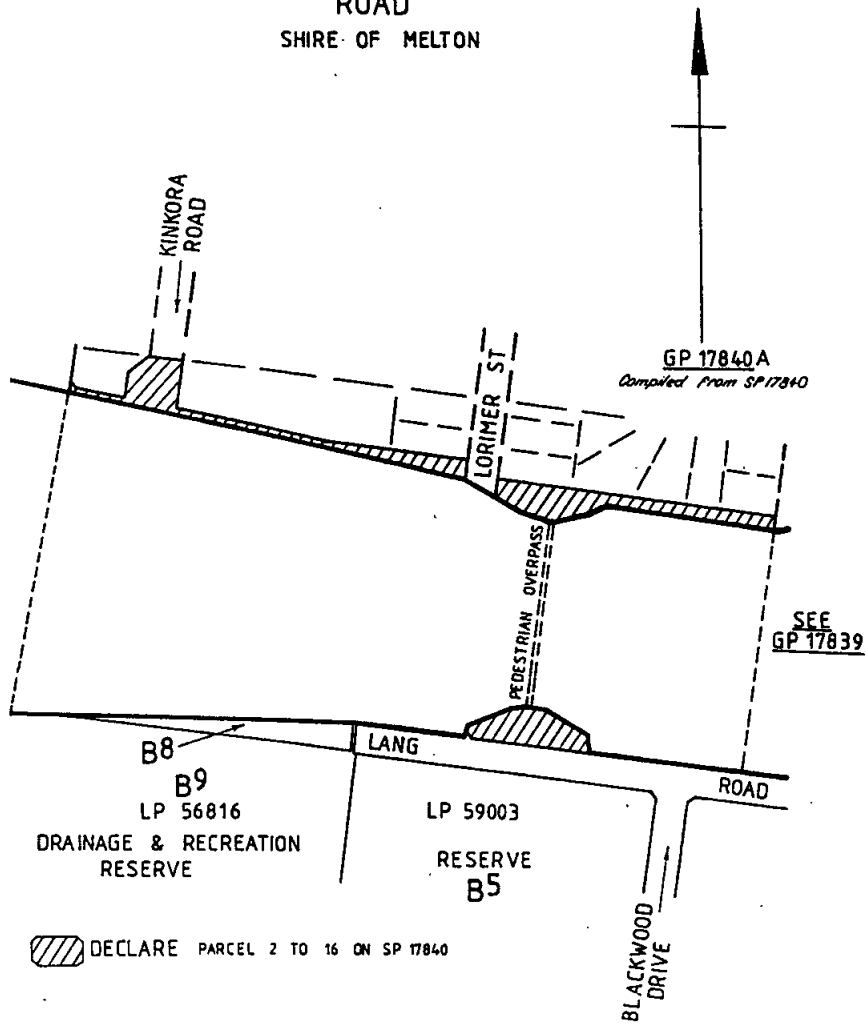 ROAD
SHIRE OF MELTON
KINKORA
ROAD
LORIMER ST
GP 17840A
Compiled from SP 17840
PEDESTRIAN OVERPASS
SEE
GP 17839
B8
B9
LP 56816
DRAINAGE & RECREATION
RESERVE
LANG
ROAD
LP 59003
RESERVE
B5
BLACKWOOD
DRIVE
DECLARE PARCEL 2 TO 16 ON SP 17840